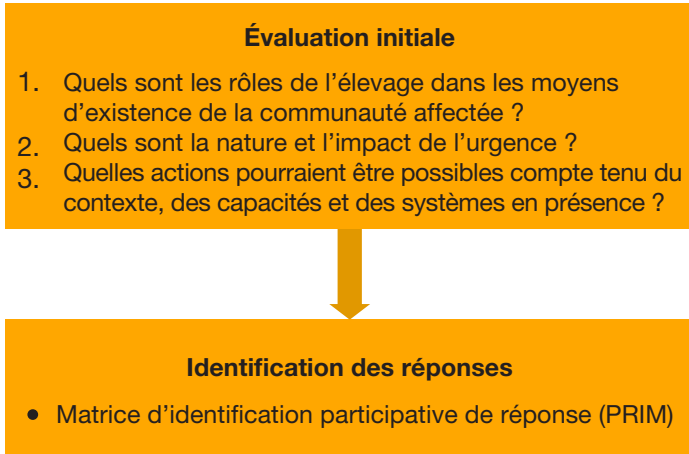 Évaluation initiale
1. Quels sont les rôles de l’élevage dans les moyens
d’existence de la communauté affectée ?
2. Quels sont la nature et l’impact de l’urgence ?
3. Quelles actions pourraient être possibles compte tenu du
contexte, des capacités et des systèmes en présence ?
Identification des réponses
• Matrice d’identification participative de réponse (PRIM)